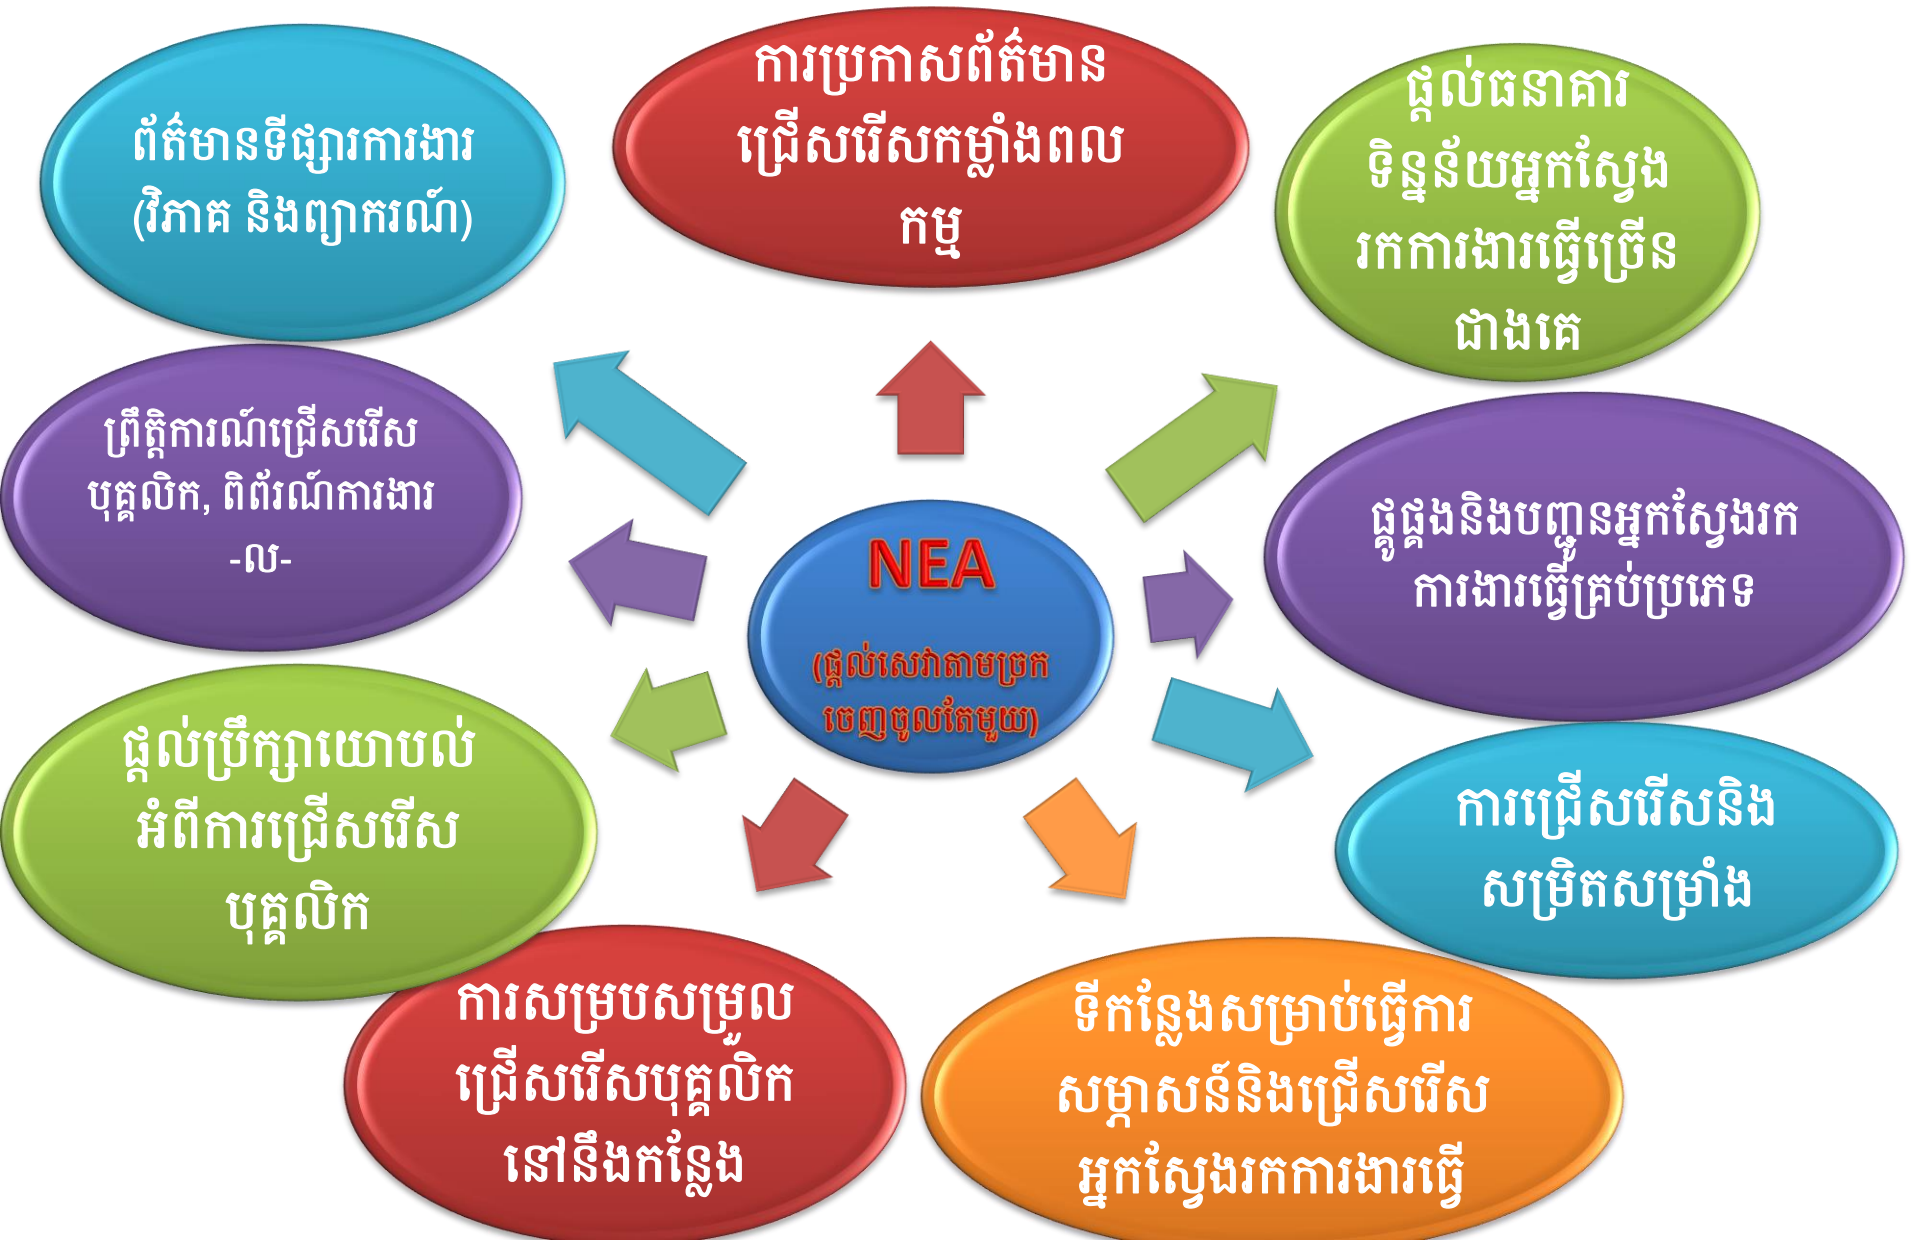 ការប្រកាសព័ត៌មាន
ជ្រើសរើសកម្លាំងពល
កម្ម
ផ្តល់ធនាគារ
ទិន្នន័យអ្នកស្វែង
រកការងារធ្វើច្រើន
ជាងគេ
ផ្គូផ្គងនិងបញ្ជូនអ្នកស្វែងរក
ការងារធ្វើគ្រប់ប្រភេទ
ការជ្រើសរើសនិង
សម្រិតសម្រាំង
ទីកន្លែងសម្រាប់ធ្វើការ
សម្ភាសន៍និងជ្រើសរើស
អ្នកស្វែងរកការងារធ្វើ
ការសម្របសម្រួល
ជ្រើសរើសបុគ្គលិក
នៅនឹងកន្លែង
ផ្តល់ប្រឹក្សាយោបល់
អំពីការជ្រើសរើស
បុគ្គលិក
ព្រឹត្តិការណ៍ជ្រើសរើស
បុគ្គលិក, ពិព័រណ៍ការងារ
-ល-
ព័ត៌មានទីផ្សារការងារ
(វិភាគ និងព្យាករណ៍)
NEA
(ផ្តល់សេវាតាមច្រក
ចេញចូលតែមួយ)